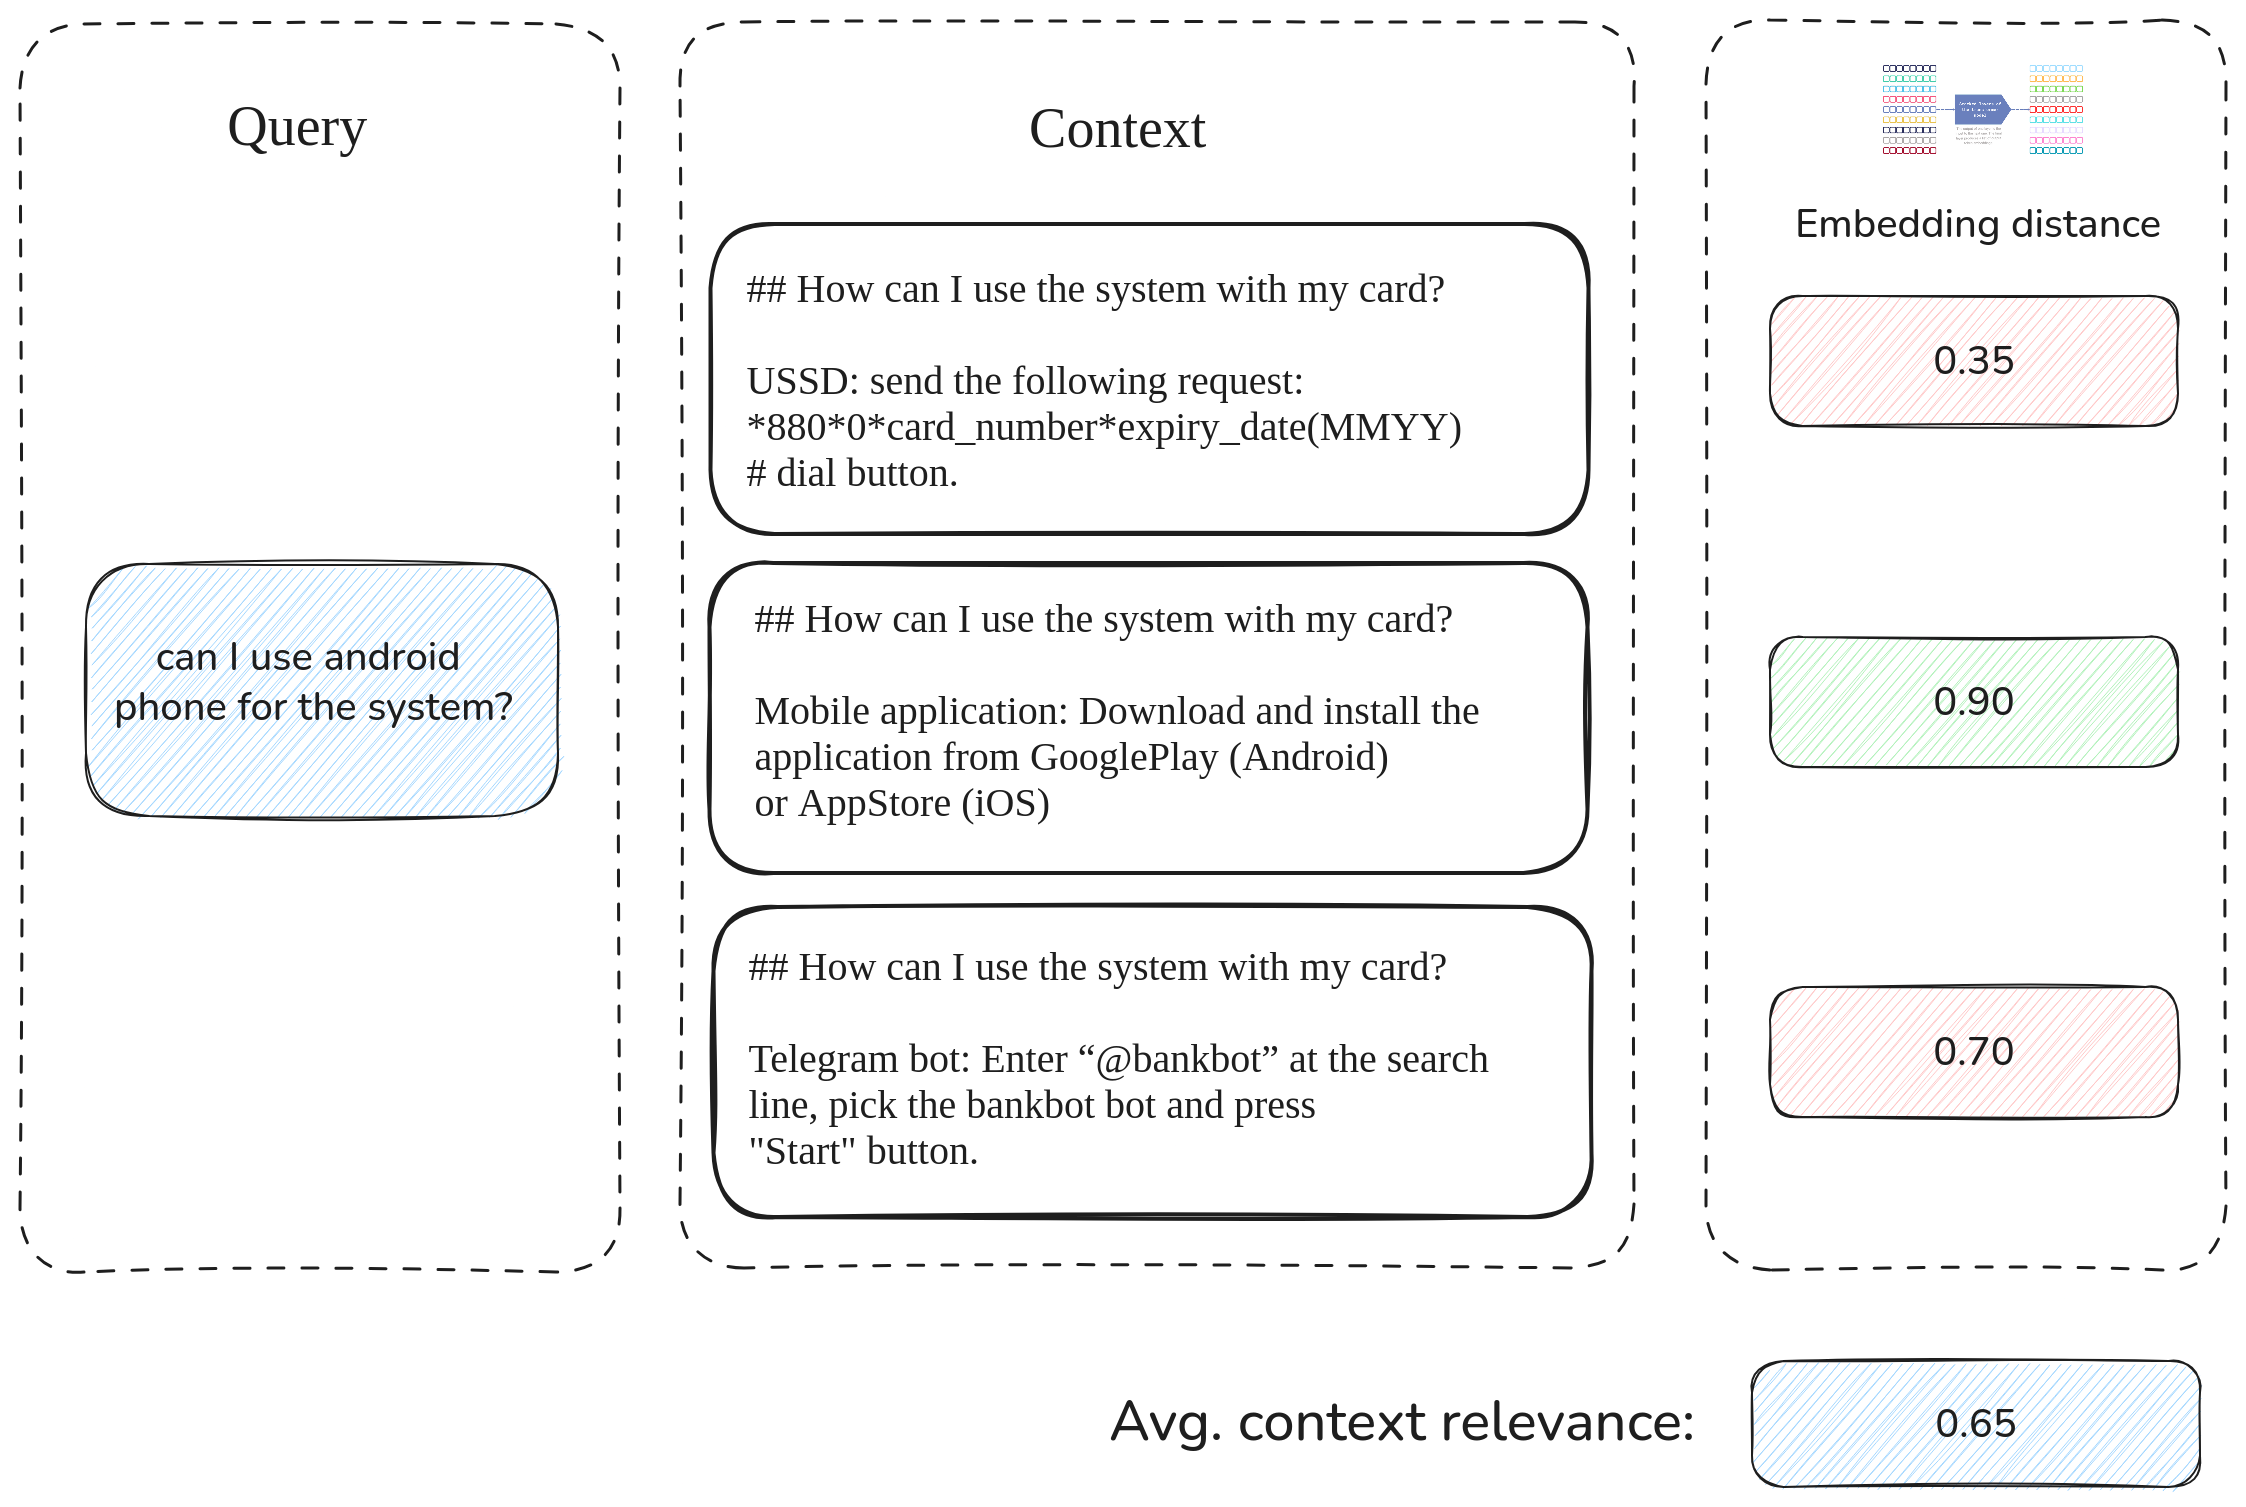 Query
can I use android
phone for the system?
Context
## How can I use the system with my card?
USSD: send the following request:
*880*0*card_number*expiry_date(MMYY)
# dial button.
## How can I use the system with my card?
Mobile application: Download and install the
application from GooglePlay (Android)
or AppStore (iOS)
## How can I use the system with my card?
Telegram bot: Enter “@bankbot” at the search
line, pick the bankbot bot and press
"Start" button.
Embedding distance
0.35
0.90
0.70
Avg. context relevance:
0.65